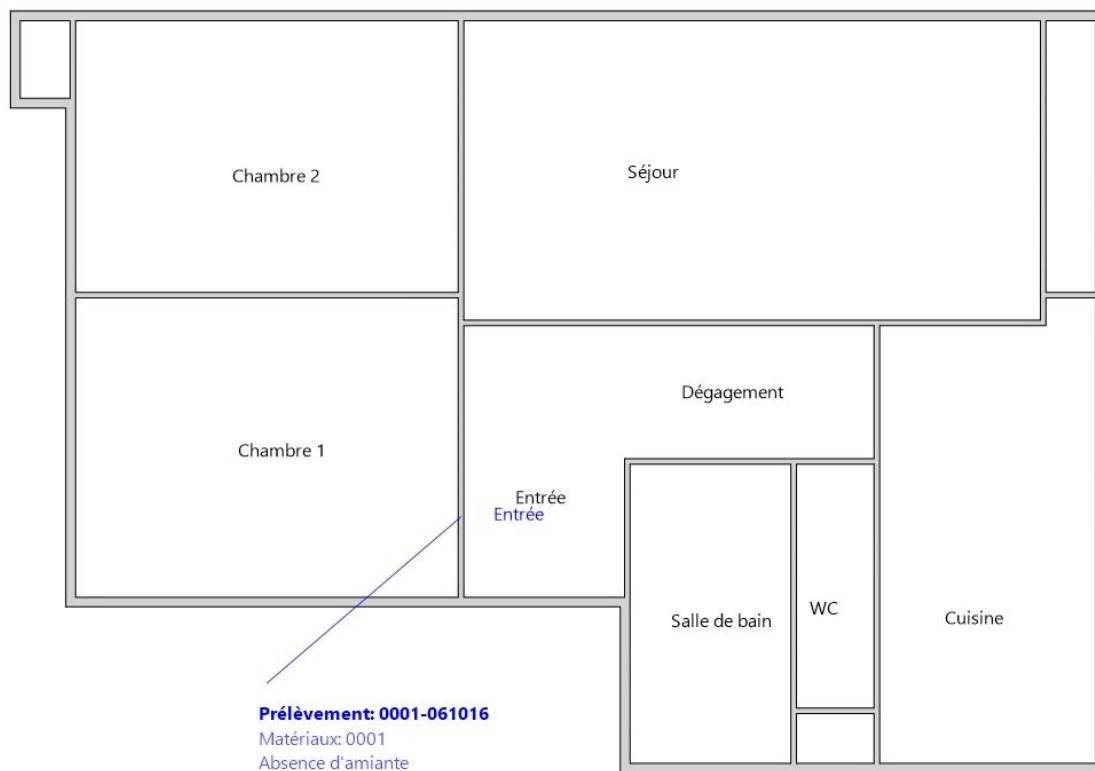 Chambre 2
Séjour
Dégagement
Chambre 1
Entrée
Entrée
Salle de bain
WC
Cuisine
Prélèvement: 0001-061016
Matériaux: 0001
Absence d'amiante